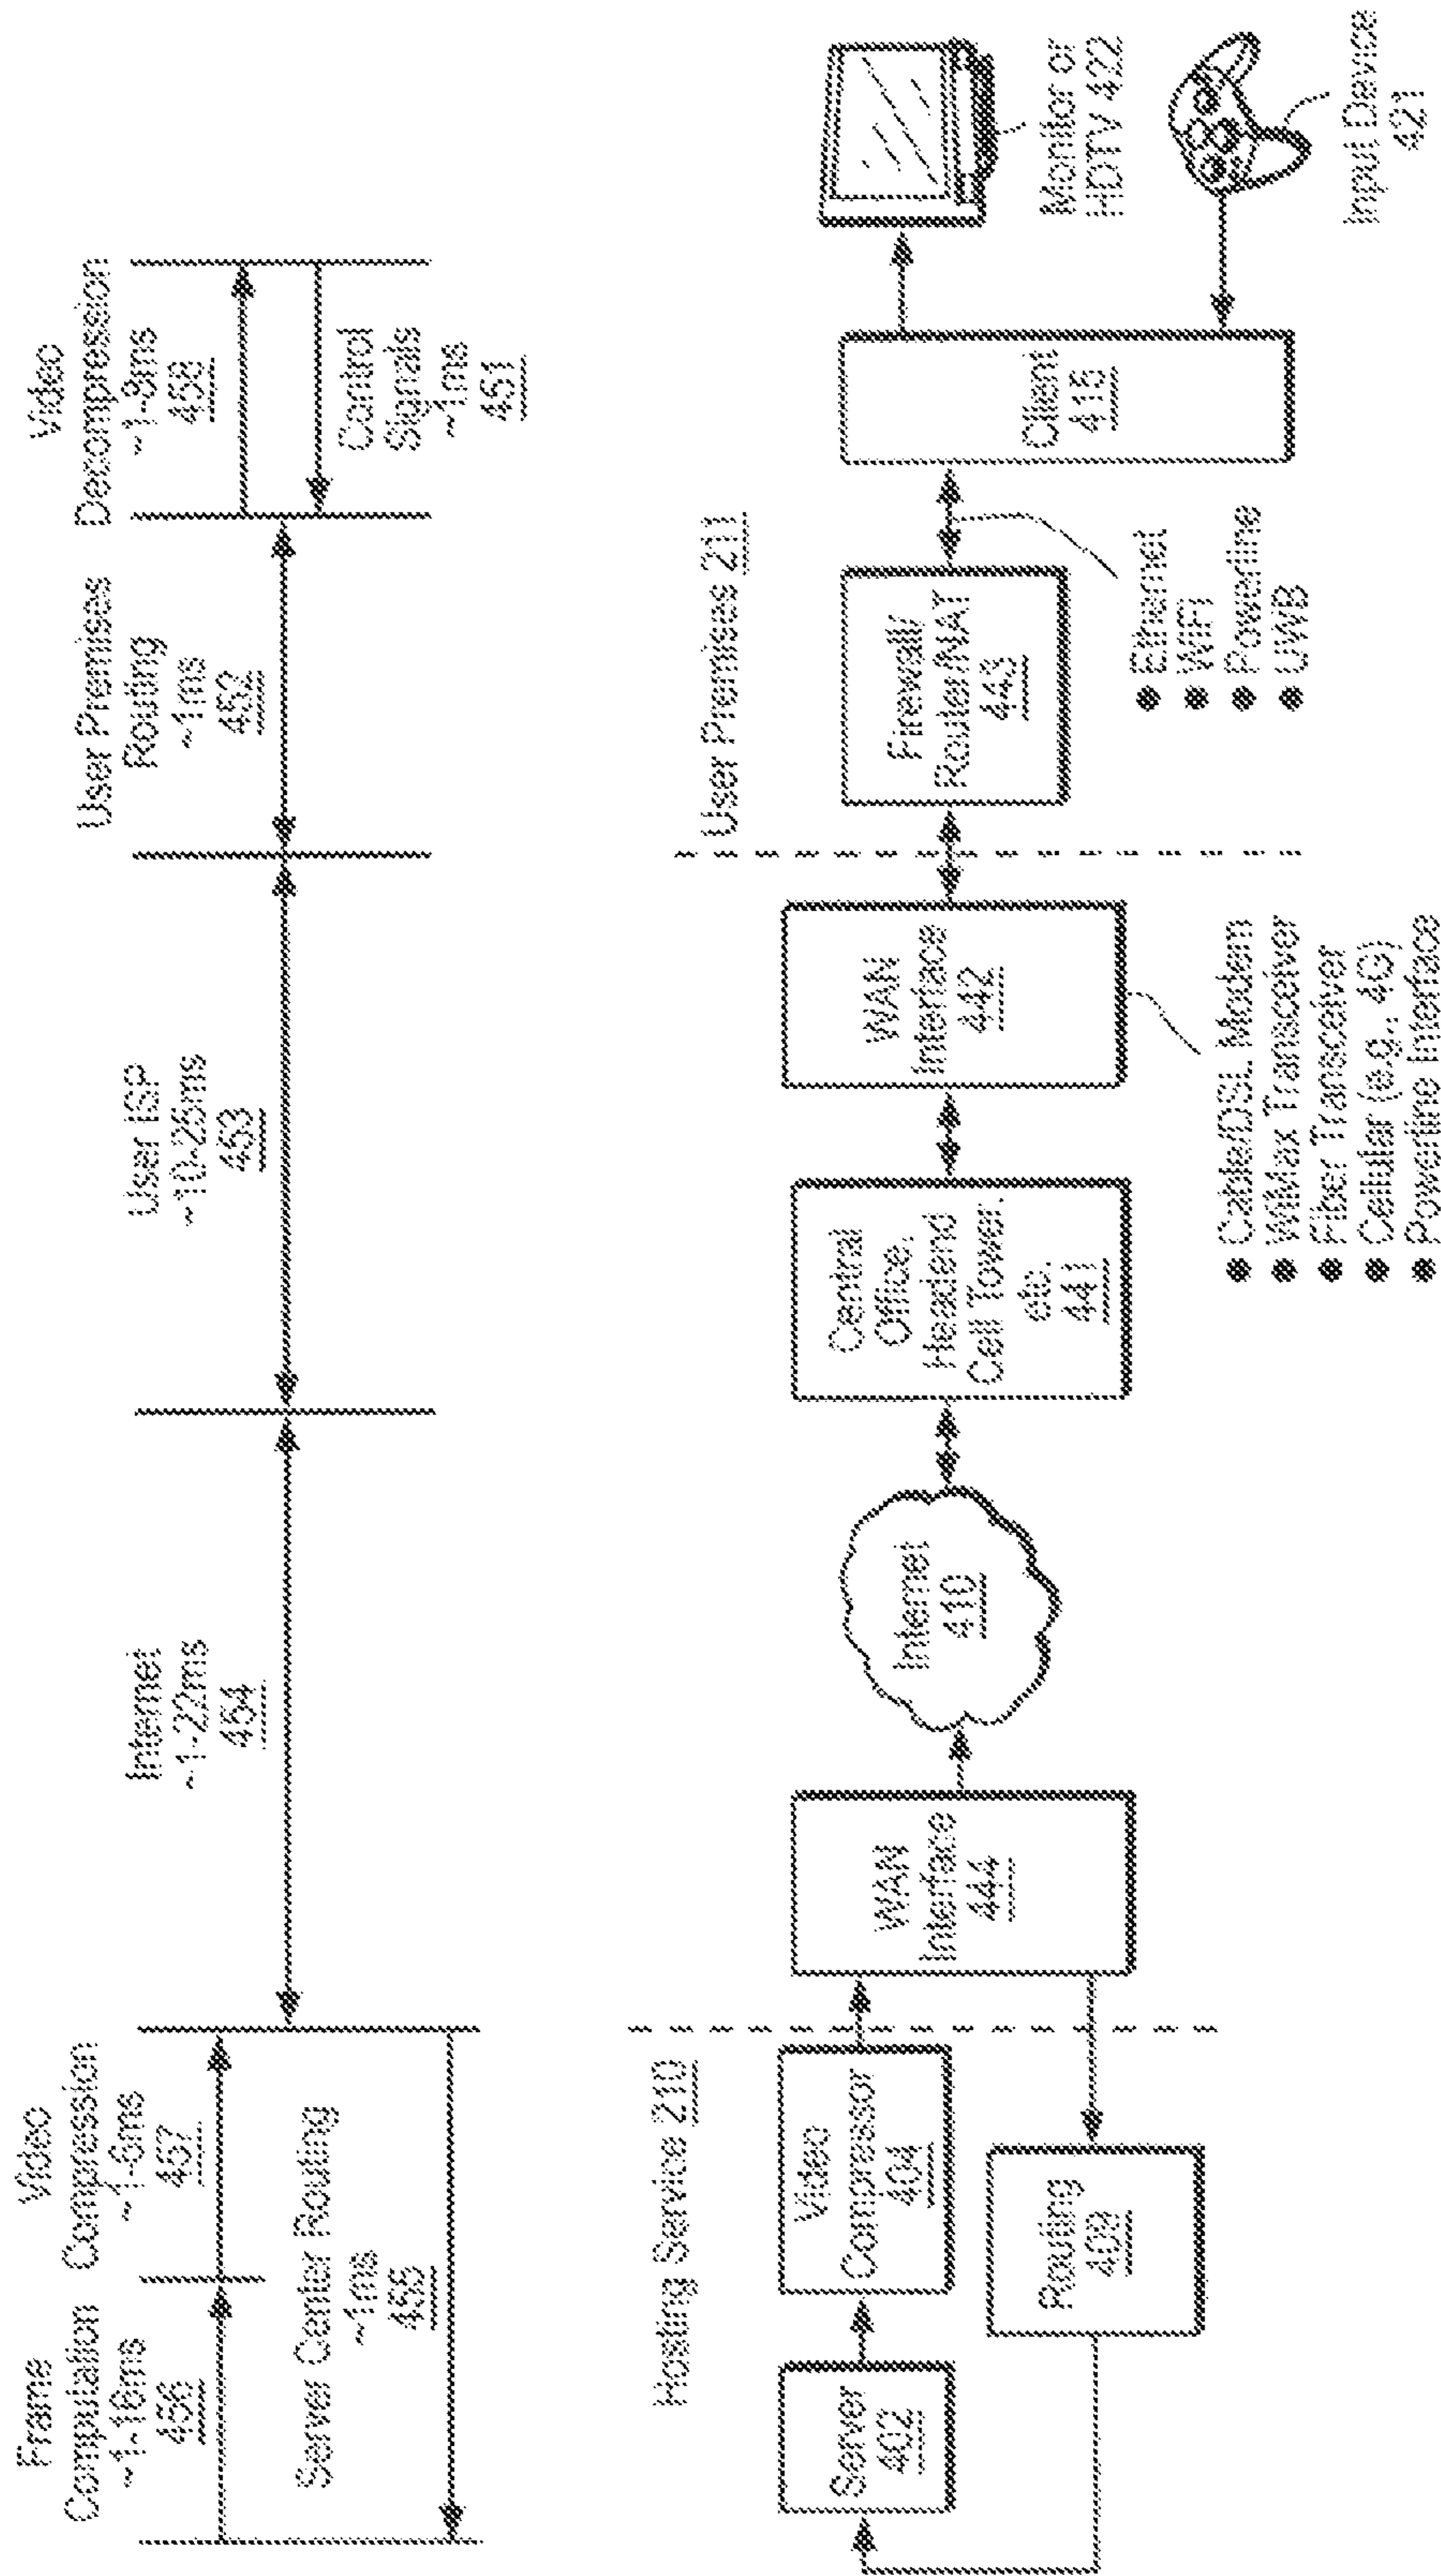 Frame
Computation
~1-16ms
456
Video
Compression
~1-6ms
457
Server Center Routing
~1ms
455
Internet
~1-22ms
454
User ISP
~10-25ms
453
User Premises
Routing
~1ms
452
Video
Decompression
~1-8ms
458
Control
Signals
~1ms
451
Hosting Service 210
Server
402
Video
Compressor
404
Routing
409
WAN
Interface
444
Internet
410
Central
Office,
Headend
Cell Tower,
etc.
441
WAN
Interface
442
● Cable/DSL Modem
● WiMax Transceiver
● Fiber Transceiver
● Cellular (e.g., 4G)
● Powerline Interface
User Premises 211
Firewall/
Router/NAT
443
● Ethernet
● WiFi
● Powerline
● UWB
Client
415
Monitor or
HDTV 422
Input Device
421